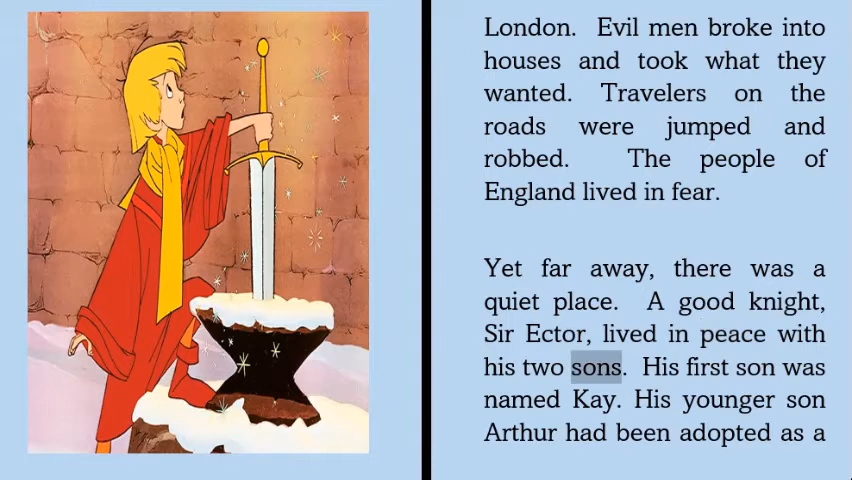 London. Evil men broke into
houses and took what they
wanted. Travelers on the
roads were jumped and
robbed. The people of
England lived in fear.
Yet far away, there was a
quiet place. A good knight,
Sir Ector, lived in peace with
his two sons. His first son was
named Kay. His younger son
Arthur had been adopted as a